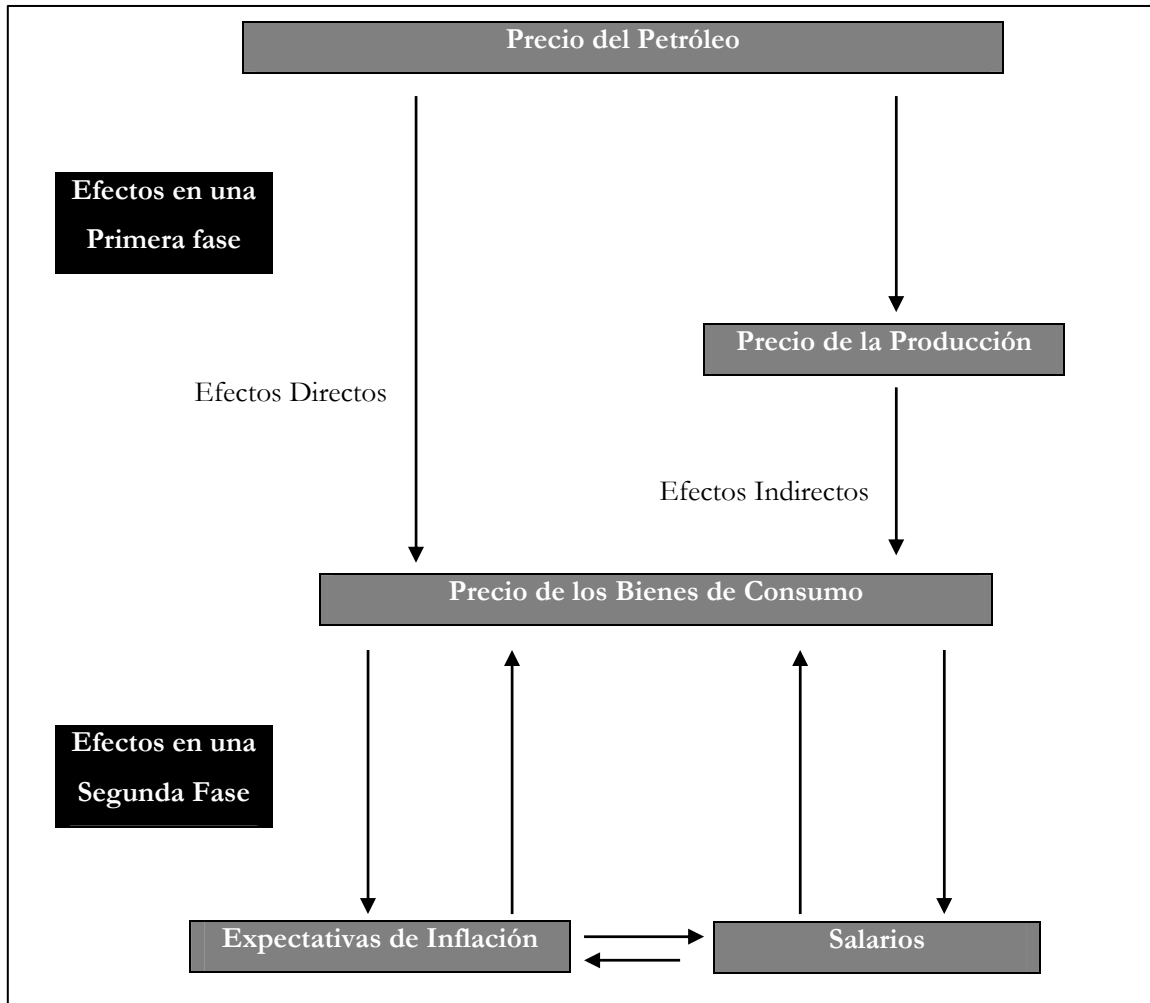 Precio del Petróleo
Efectos en una
Primera fase
Precio de la Producción
Efectos Directos
Efectos Indirectos
Precio de los Bienes de Consumo
Efectos en una
Segunda Fase
Expectativas de Inflación
Salarios